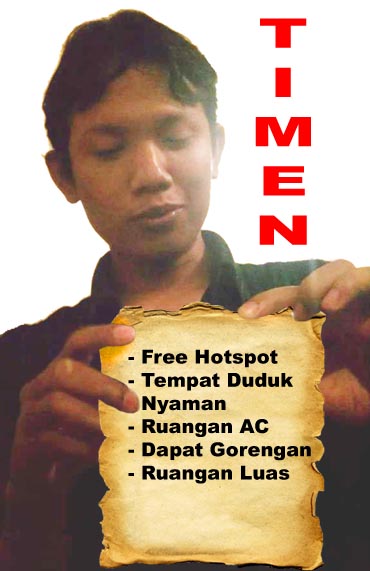 TIMEN
- Free Hotspot
- Tempat Duduk
Nyaman
- Ruangan AC
- Dapat Gorengan
- Ruangan Luas